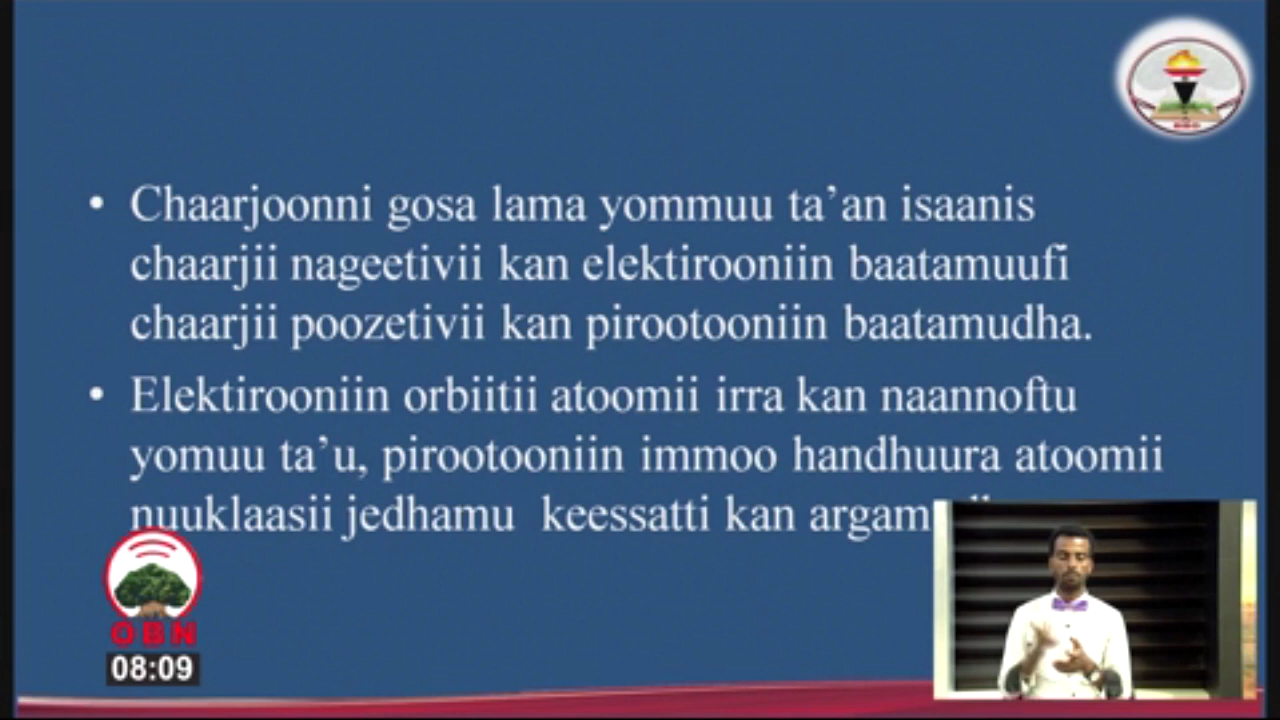 • Chaarjoonni gosa lama yommuu ta’an isaanis
chaarjii nageetivii kan elektirooniin baatamuufi
chaarjii poozetivii kan pirootooniin baatamudha.
• Elektirooniin orbiitii atoomii irra kan naannoftu
yomuu ta’u, pirootooniin immoo handhuura atoomii
nuuklaasii jedhamu keessatti kan
OBN
08:09